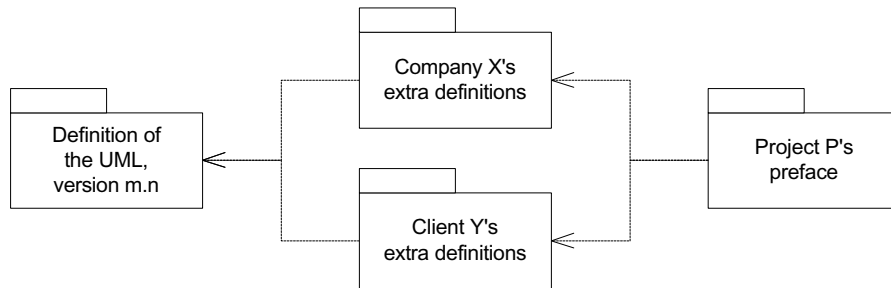 Definition of
the UML,
version m.n
Company X's
extra definitions
Client Y's
extra definitions
Project P's
preface